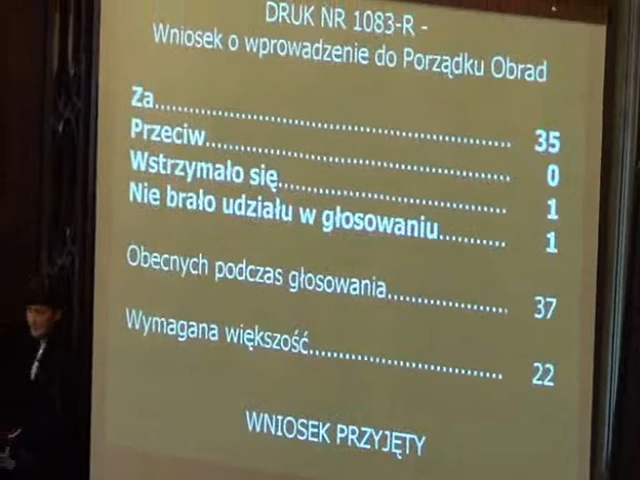 DRUK NR 1083-R -
Wniosek o wprowadzenie do Porządku Obrad
Za........................................................ 35
Przeciw................................................ 0
Wstrzymało się................................... 1
Nie brało udziału w głosowaniu.......... 1
Obecnych podczas głosowania................. 37
Wymagana większość............................ 22
WNIOSEK PRZYJĘTY